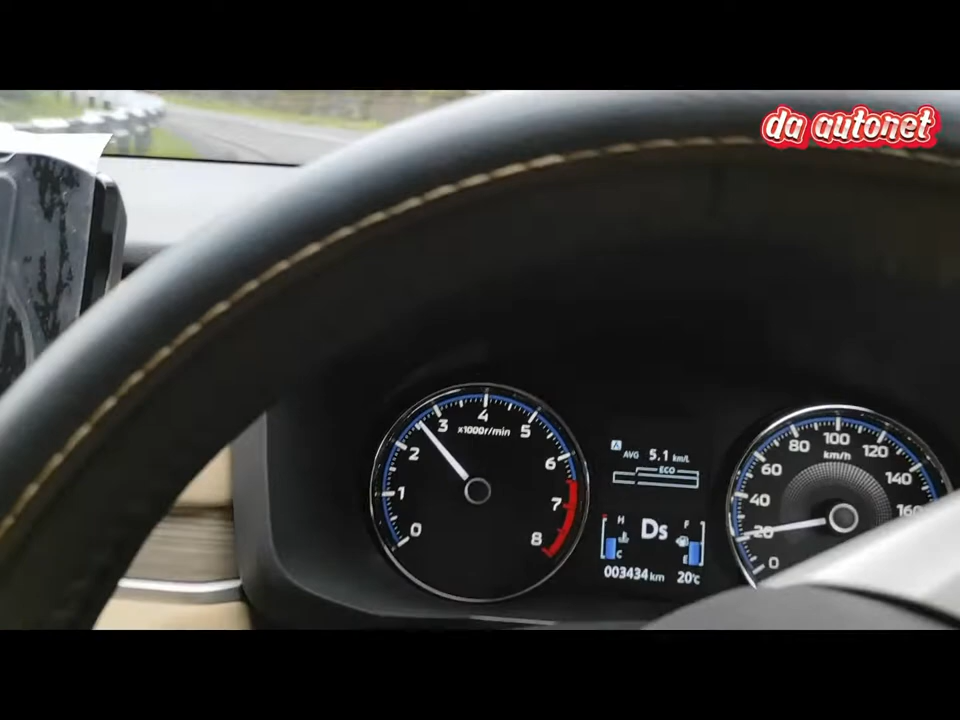 da autonet
0 1 2 3 4 5 6 7 8
x1000r/min
A AVG 5.1 km/L
ECO
H C
Ds
F E
003434 km 20°C
0 20 40 60 80 100 120 140 160
km/h